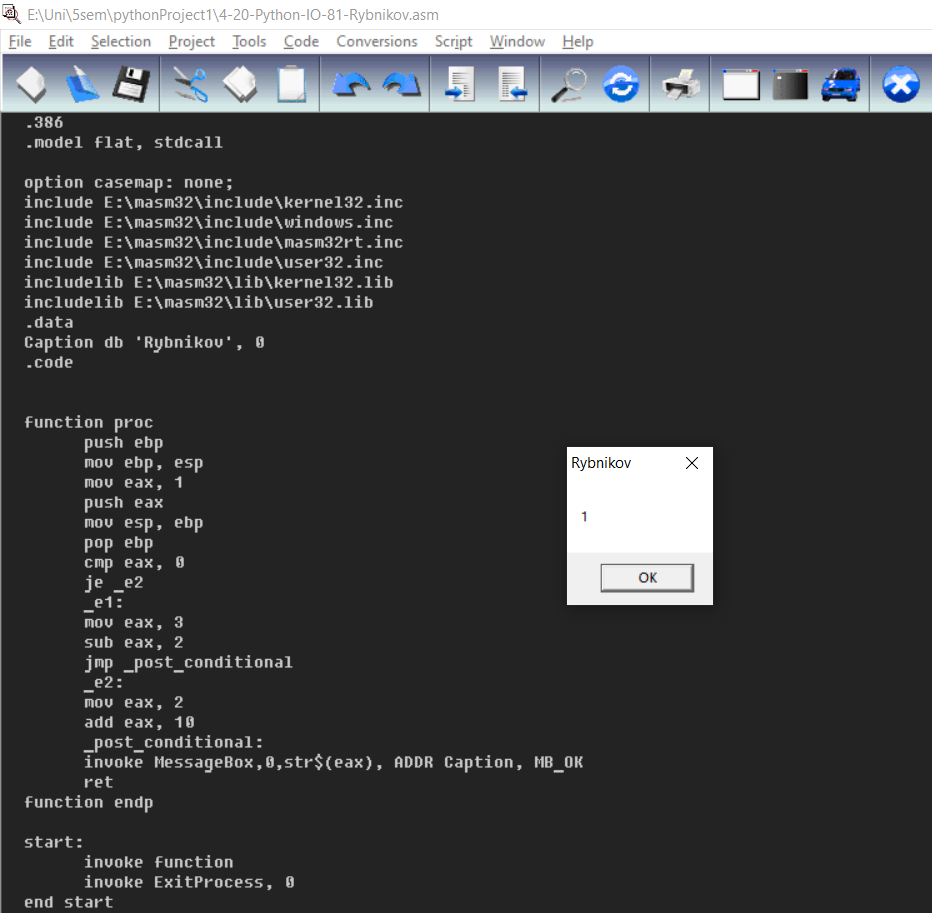 E:\Uni\5sem\pythonProject1\4-20-Python-IO-81-Rybnikov.asm
File Edit Selection Project Tools Code Conversions Script Window Help
.386
.model flat, stdcall
option casemap: none;
include E:\masm32\include\kernel32.inc
include E:\masm32\include\windows.inc
include E:\masm32\include\masm32rt.inc
include E:\masm32\include\user32.inc
includelib E:\masm32\lib\kernel32.lib
includelib E:\masm32\lib\user32.lib
.data
Caption db 'Rybnikov', 0
.code
function proc
push ebp
mov ebp, esp
mov eax, 1
push eax
mov esp, ebp
pop ebp
cmp eax, 0
je _e2
_e1:
mov eax, 3
sub eax, 2
jmp _post_conditional
_e2:
mov eax, 2
add eax, 10
_post_conditional:
invoke MessageBox,0,str$(eax), ADDR Caption, MB_OK
ret
function endp
start:
invoke function
invoke ExitProcess, 0
end start
Rybnikov
1
OK